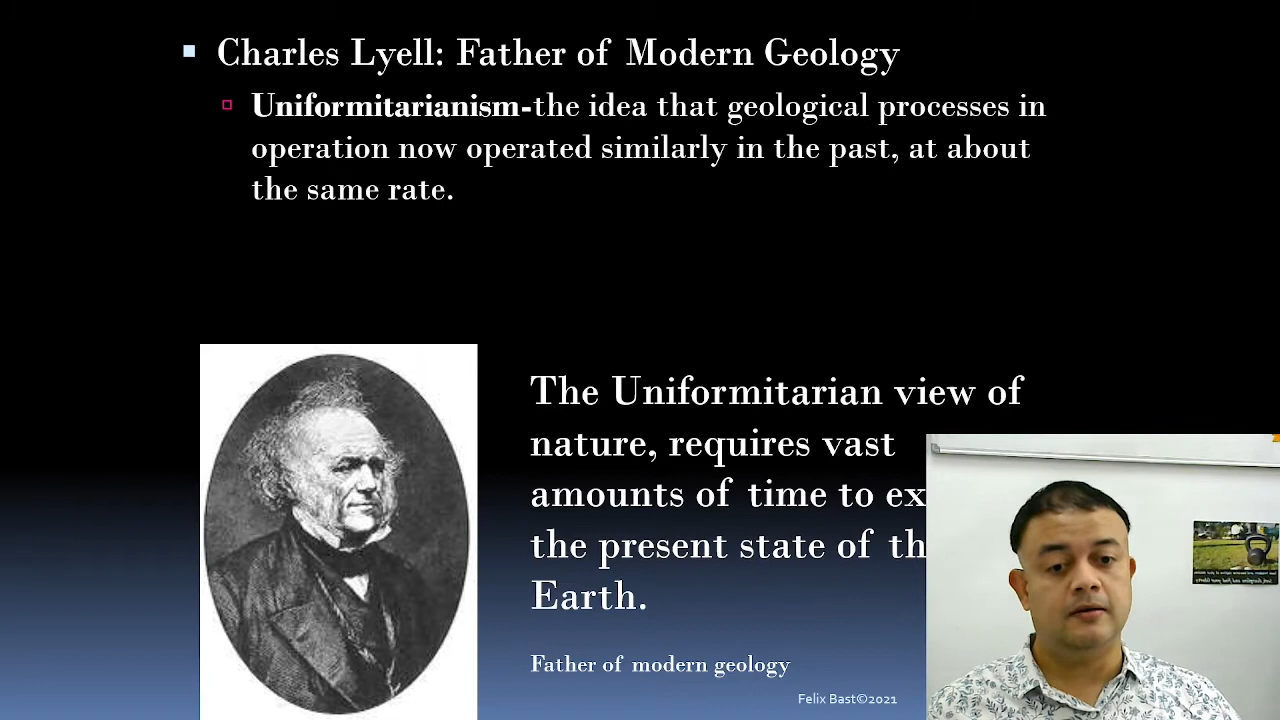 Charles Lyell: Father of Modern Geology
Uniformitarianism-the idea that geological processes in
operation now operated similarly in the past, at about
the same rate.
The Uniformitarian view of
nature, requires vast
amounts of time to ex
the present state of th
Earth.
Father of modern geology
Felix Bast©2021